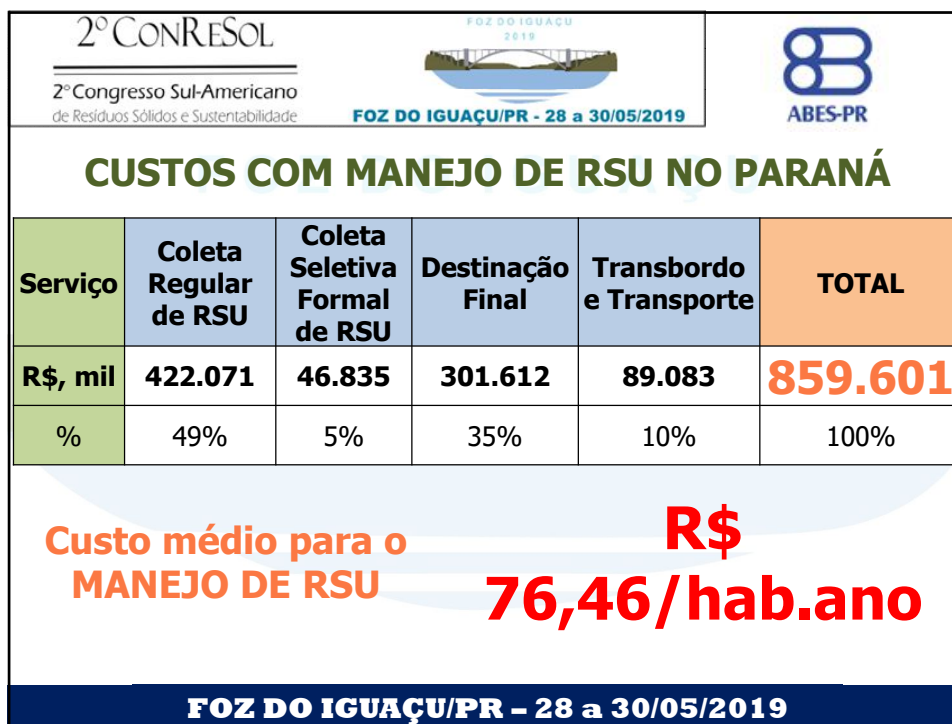 2º CONRESOL
2º Congresso Sul-Americano
de Resíduos Sólidos e Sustentabilidade
FOZ DO IGUAÇU
2019
FOZ DO IGUAÇU/PR - 28 a 30/05/2019
ABES-PR
CUSTOS COM MANEJO DE RSU NO PARANÁ
Serviço
Coleta
Regular
de RSU
Coleta
Seletiva
Formal
de RSU
Destinação
Final
Transbordo
e Transporte
TOTAL
R$, mil 422.071 46.835 301.612 89.083 859.601
% 49% 5% 35% 10% 100%
Custo médio para o
MANEJO DE RSU
R$
76,46/hab.ano
FOZ DO IGUAÇU/PR – 28 a 30/05/2019